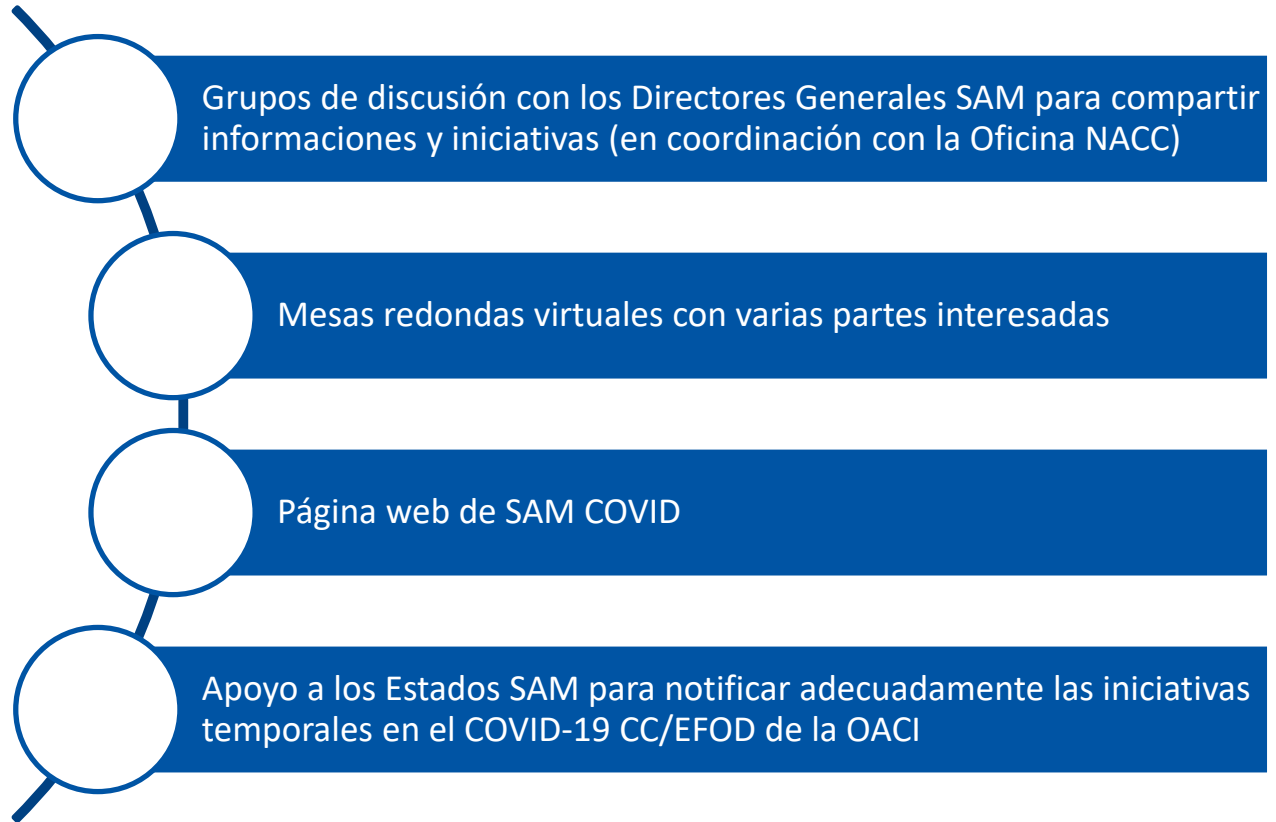 Grupos de discusión con los Directores Generales SAM para compartir
informaciones y iniciativas (en coordinación con la Oficina NACC)
Mesas redondas virtuales con varias partes interesadas
Página web de SAM COVID
Apoyo a los Estados SAM para notificar adecuadamente las iniciativas
temporales en el COVID-19 CC/EFOD de la OACI